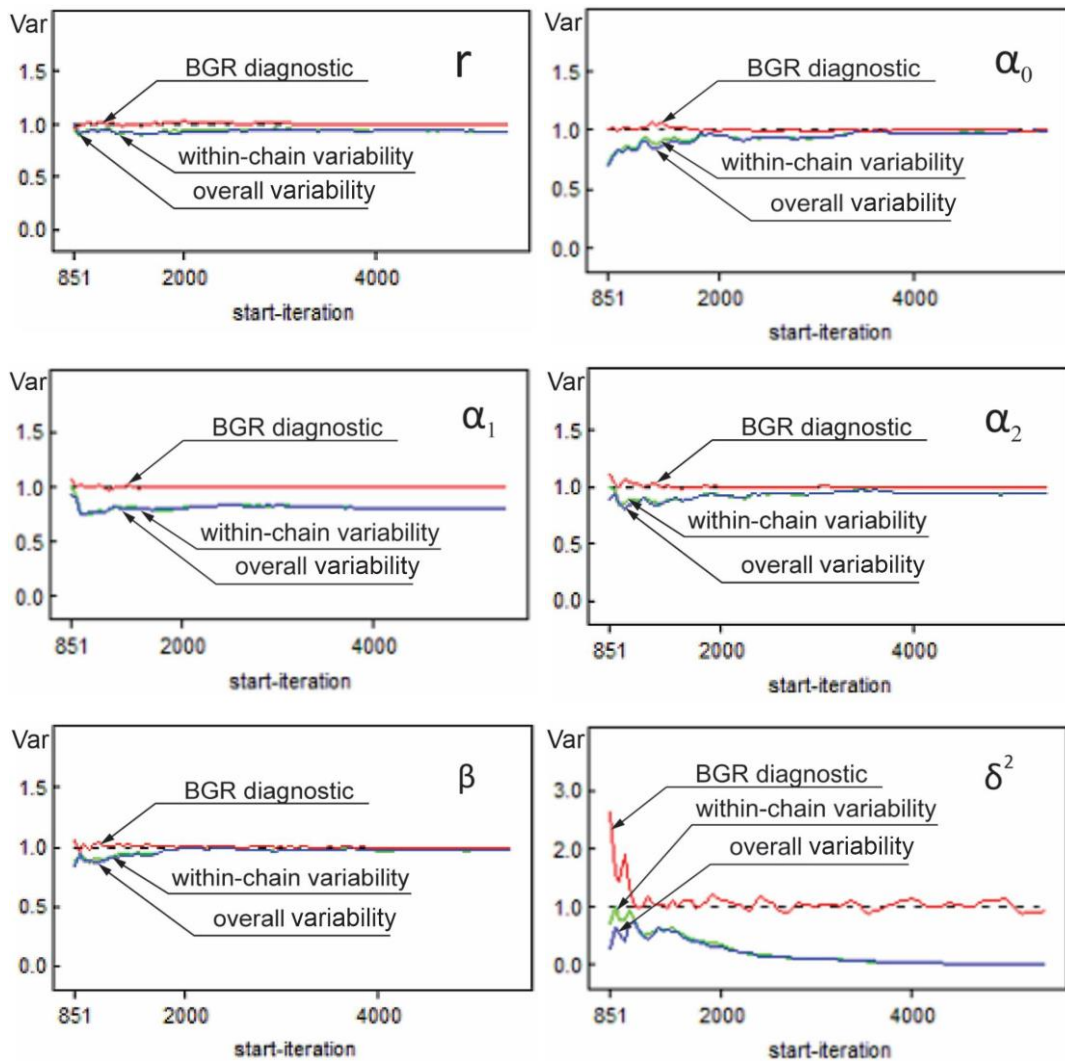 Var
r
BGR diagnostic
1.5
1.0
within-chain variability
0.5
overall variability
0.0
851
2000
4000
start-iteration
α₀
BGR diagnostic
1.5
1.0
within-chain variability
0.5
overall variability
0.0
851
2000
4000
start-iteration
Var
α₁
BGR diagnostic
1.5
1.0
within-chain variability
0.5
overall variability
0.0
851
2000
4000
start-iteration
Var
α₂
BGR diagnostic
1.5
1.0
within-chain variability
0.5
overall variability
0.0
851
2000
4000
start-iteration
Var
β
1.5
BGR diagnostic
1.0
within-chain variability
0.5
overall variability
0.0
851
2000
4000
start-iteration
Var
δ²
BGR diagnostic
3.0
within-chain variability
2.0
overall variability
1.0
0.0
851
2000
4000
start-iteration